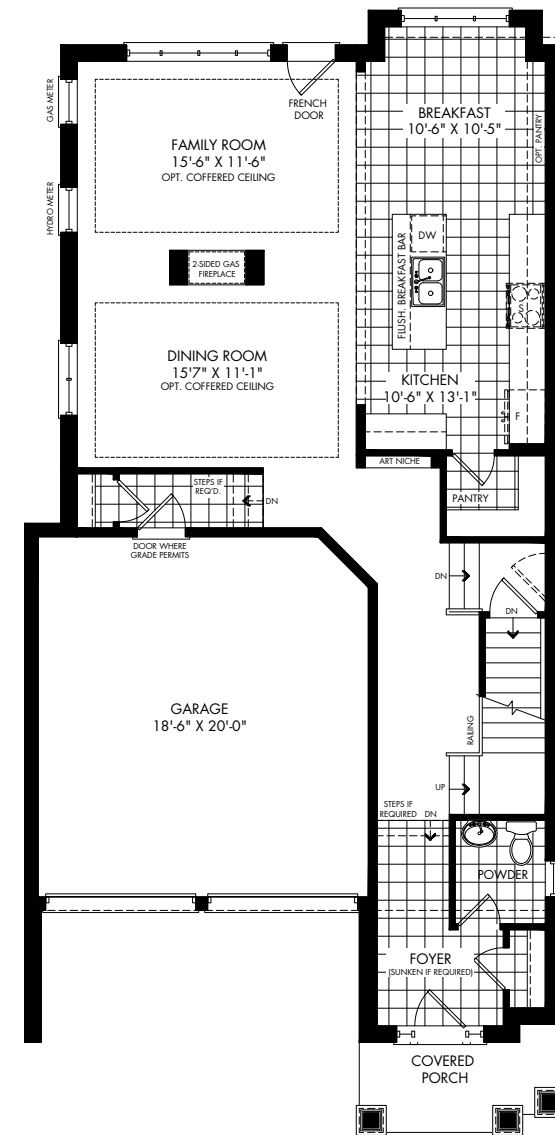 GAS METER
FRENCH
DOOR
BREAKFAST
10'-6" X 10'-5"
OPT. PANTRY
FAMILY ROOM
15'-6" X 11'-6"
OPT. COFFERED CEILING
HYDRO METER
2-SIDED GAS
FIREPLACE
DW
FLUSH. BREAKFAST BAR
S
DINING ROOM
15'7" X 11'-1"
OPT. COFFERED CEILING
KITCHEN
10'-6" X 13'-1"
F
ART NICHE
PANTRY
STEPS IF
REQ'D.
DN
DOOR WHERE
GRADE PERMITS
DN
DN
GARAGE
18'-6" X 20'-0"
RAILING
UP
STEPS IF
REQUIRED DN
POWDER
FOYER
(SUNKEN IF REQUIRED)
COVERED
PORCH